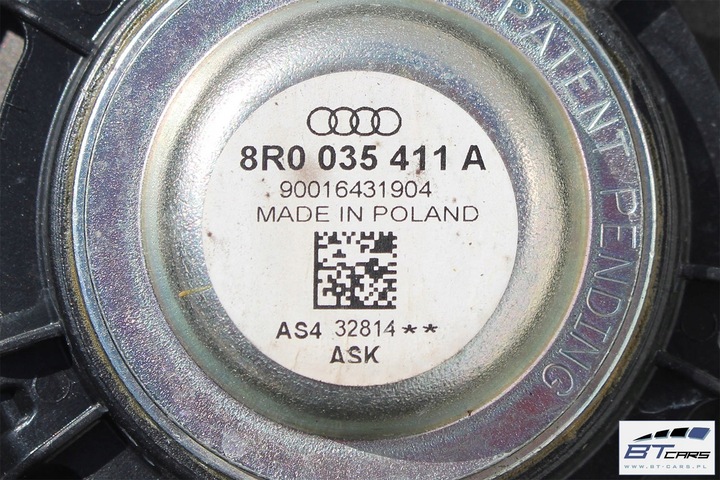 PATENT PENDING
8R0 035 411 A
90016431904
MADE IN POLAND
AS4 32814**
ASK
BT CARS
WWW.BT-CARS.PL